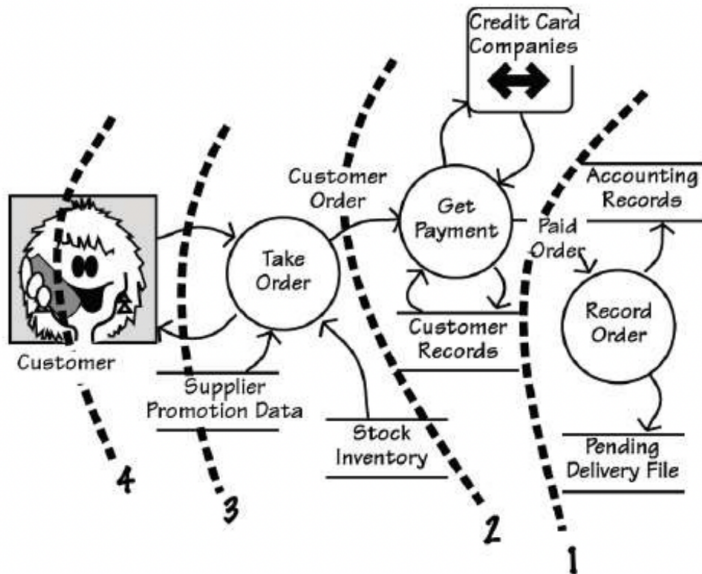 Credit Card
Companies
Customer
Order
Get
Payment
Accounting
Records
Paid
Order
Take
Order
Record
Order
Customer
Records
Customer
Supplier
Promotion Data
Stock
Inventory
Pending
Delivery File
4
3
2
1